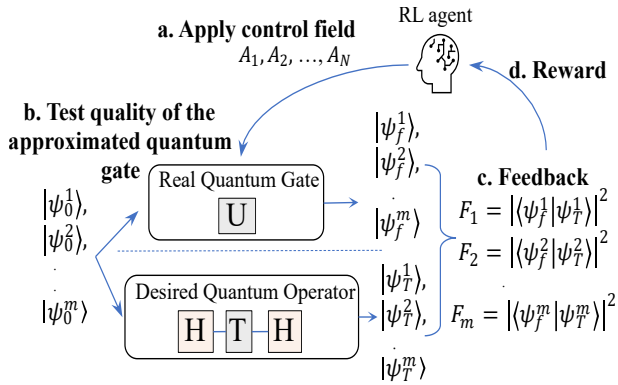 RL agent
a. Apply control field
A₁, A₂, …, A_N
d. Reward
b. Test quality of the
approximated quantum
gate
|ψ_f^1⟩,
|ψ_f^2⟩,
.
|ψ_f^m⟩
Real Quantum Gate
U
|ψ_0^1⟩,
|ψ_0^2⟩,
.
.
|ψ_0^m⟩
c. Feedback
F₁ = |⟨ψ_f^1|ψ_T^1⟩|²
F₂ = |⟨ψ_f^2|ψ_T^2⟩|²
.
F_m = |⟨ψ_f^m|ψ_T^m⟩|²
Desired Quantum Operator
H T H
|ψ_T^1⟩,
|ψ_T^2⟩,
.
|ψ_T^m⟩